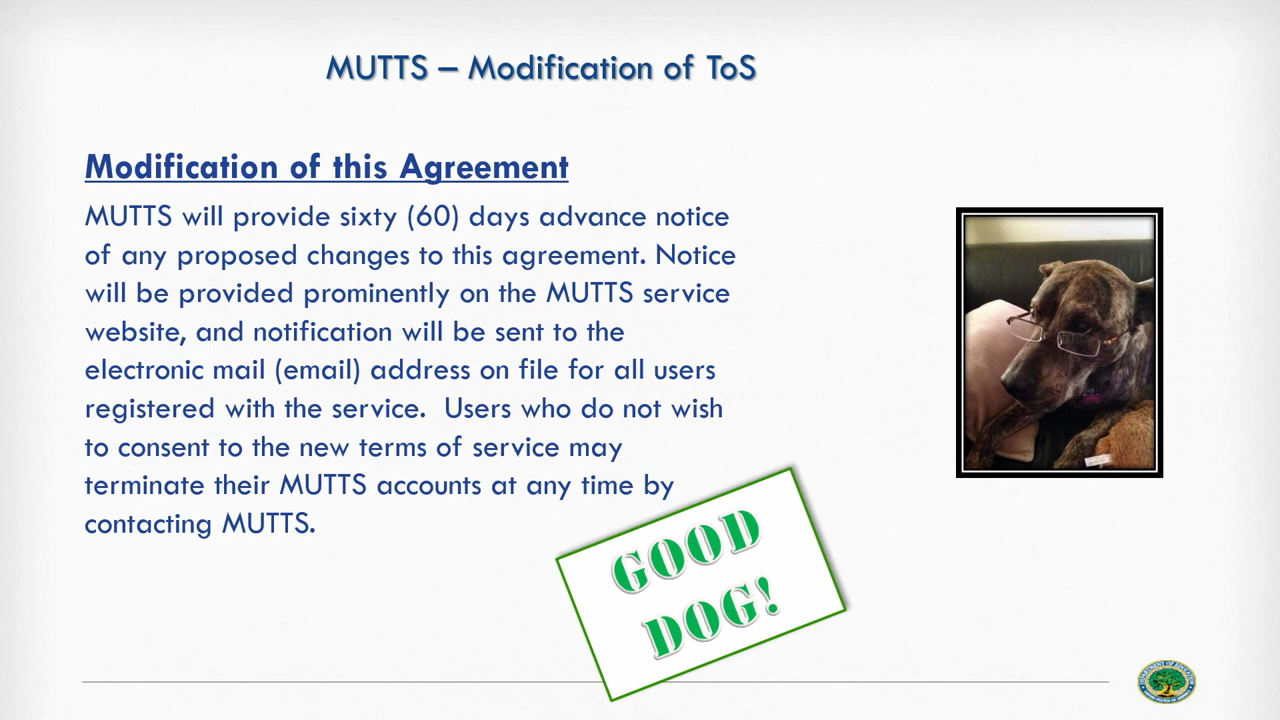 MUTTS – Modification of ToS
Modification of this Agreement
MUTTS will provide sixty (60) days advance notice
of any proposed changes to this agreement. Notice
will be provided prominently on the MUTTS service
website, and notification will be sent to the
electronic mail (email) address on file for all users
registered with the service.  Users who do not wish
to consent to the new terms of service may
terminate their MUTTS accounts at any time by
contacting MUTTS.
GOOD
DOG!